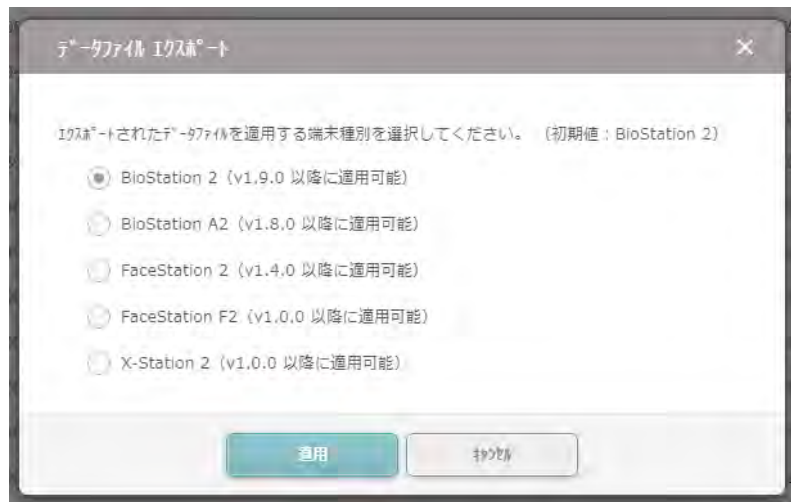 ﾃﾞｰﾀﾌｧｲﾙ ｴｸｽﾎﾟｰﾄ
ｴｸｽﾎﾟｰﾄされたﾃﾞｰﾀﾌｧｲﾙを適用する端末種別を選択してください。 （初期値：BioStation 2）
BioStation 2（v1.9.0 以降に適用可能）
BioStation A2（v1.8.0 以降に適用可能）
FaceStation 2（v1.4.0 以降に適用可能）
FaceStation F2（v1.0.0 以降に適用可能）
X-Station 2（v1.0.0 以降に適用可能）
適用 ｷｬﾝｾﾙ